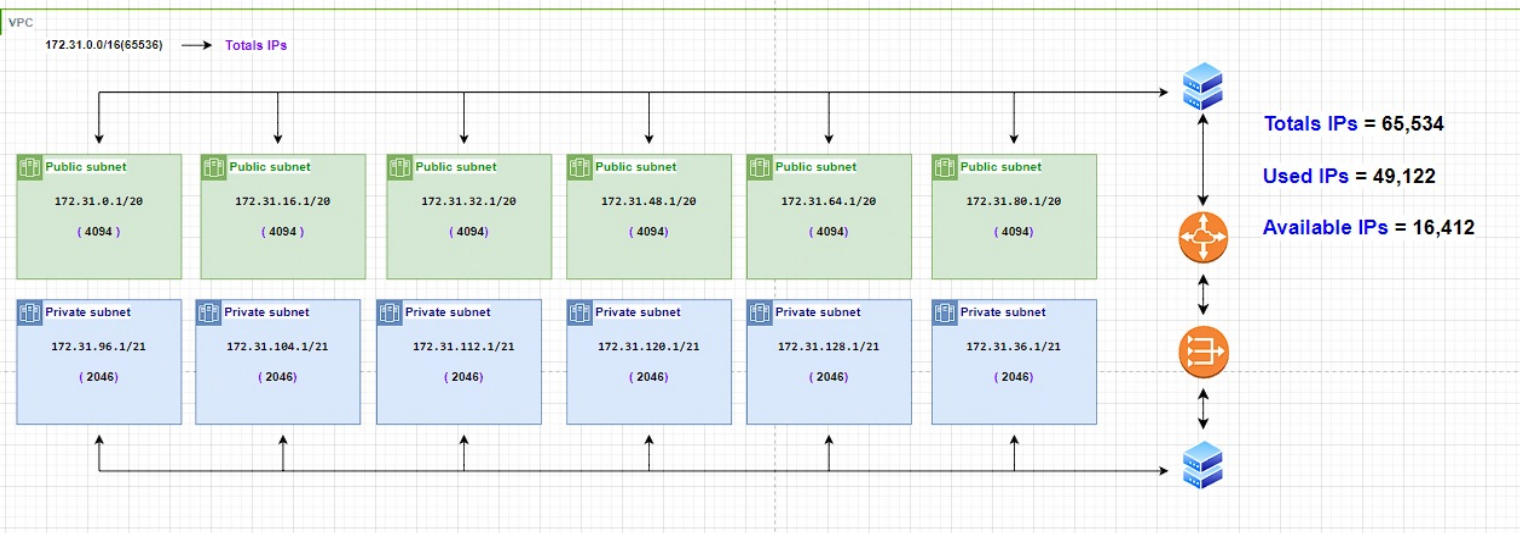 VPC
172.31.0.0/16(65536)
Totals IPs
Totals IPs = 65,534
Used IPs = 49,122
Available IPs = 16,412
Public subnet
172.31.0.1/20
( 4094 )
Public subnet
172.31.16.1/20
( 4094 )
Public subnet
172.31.32.1/20
( 4094)
Public subnet
172.31.48.1/20
( 4094)
Public subnet
172.31.64.1/20
( 4094)
Public subnet
172.31.80.1/20
( 4094)
Private subnet
172.31.96.1/21
( 2046)
Private subnet
172.31.104.1/21
( 2046)
Private subnet
172.31.112.1/21
( 2046)
Private subnet
172.31.120.1/21
( 2046)
Private subnet
172.31.128.1/21
( 2046)
Private subnet
172.31.36.1/21
( 2046)